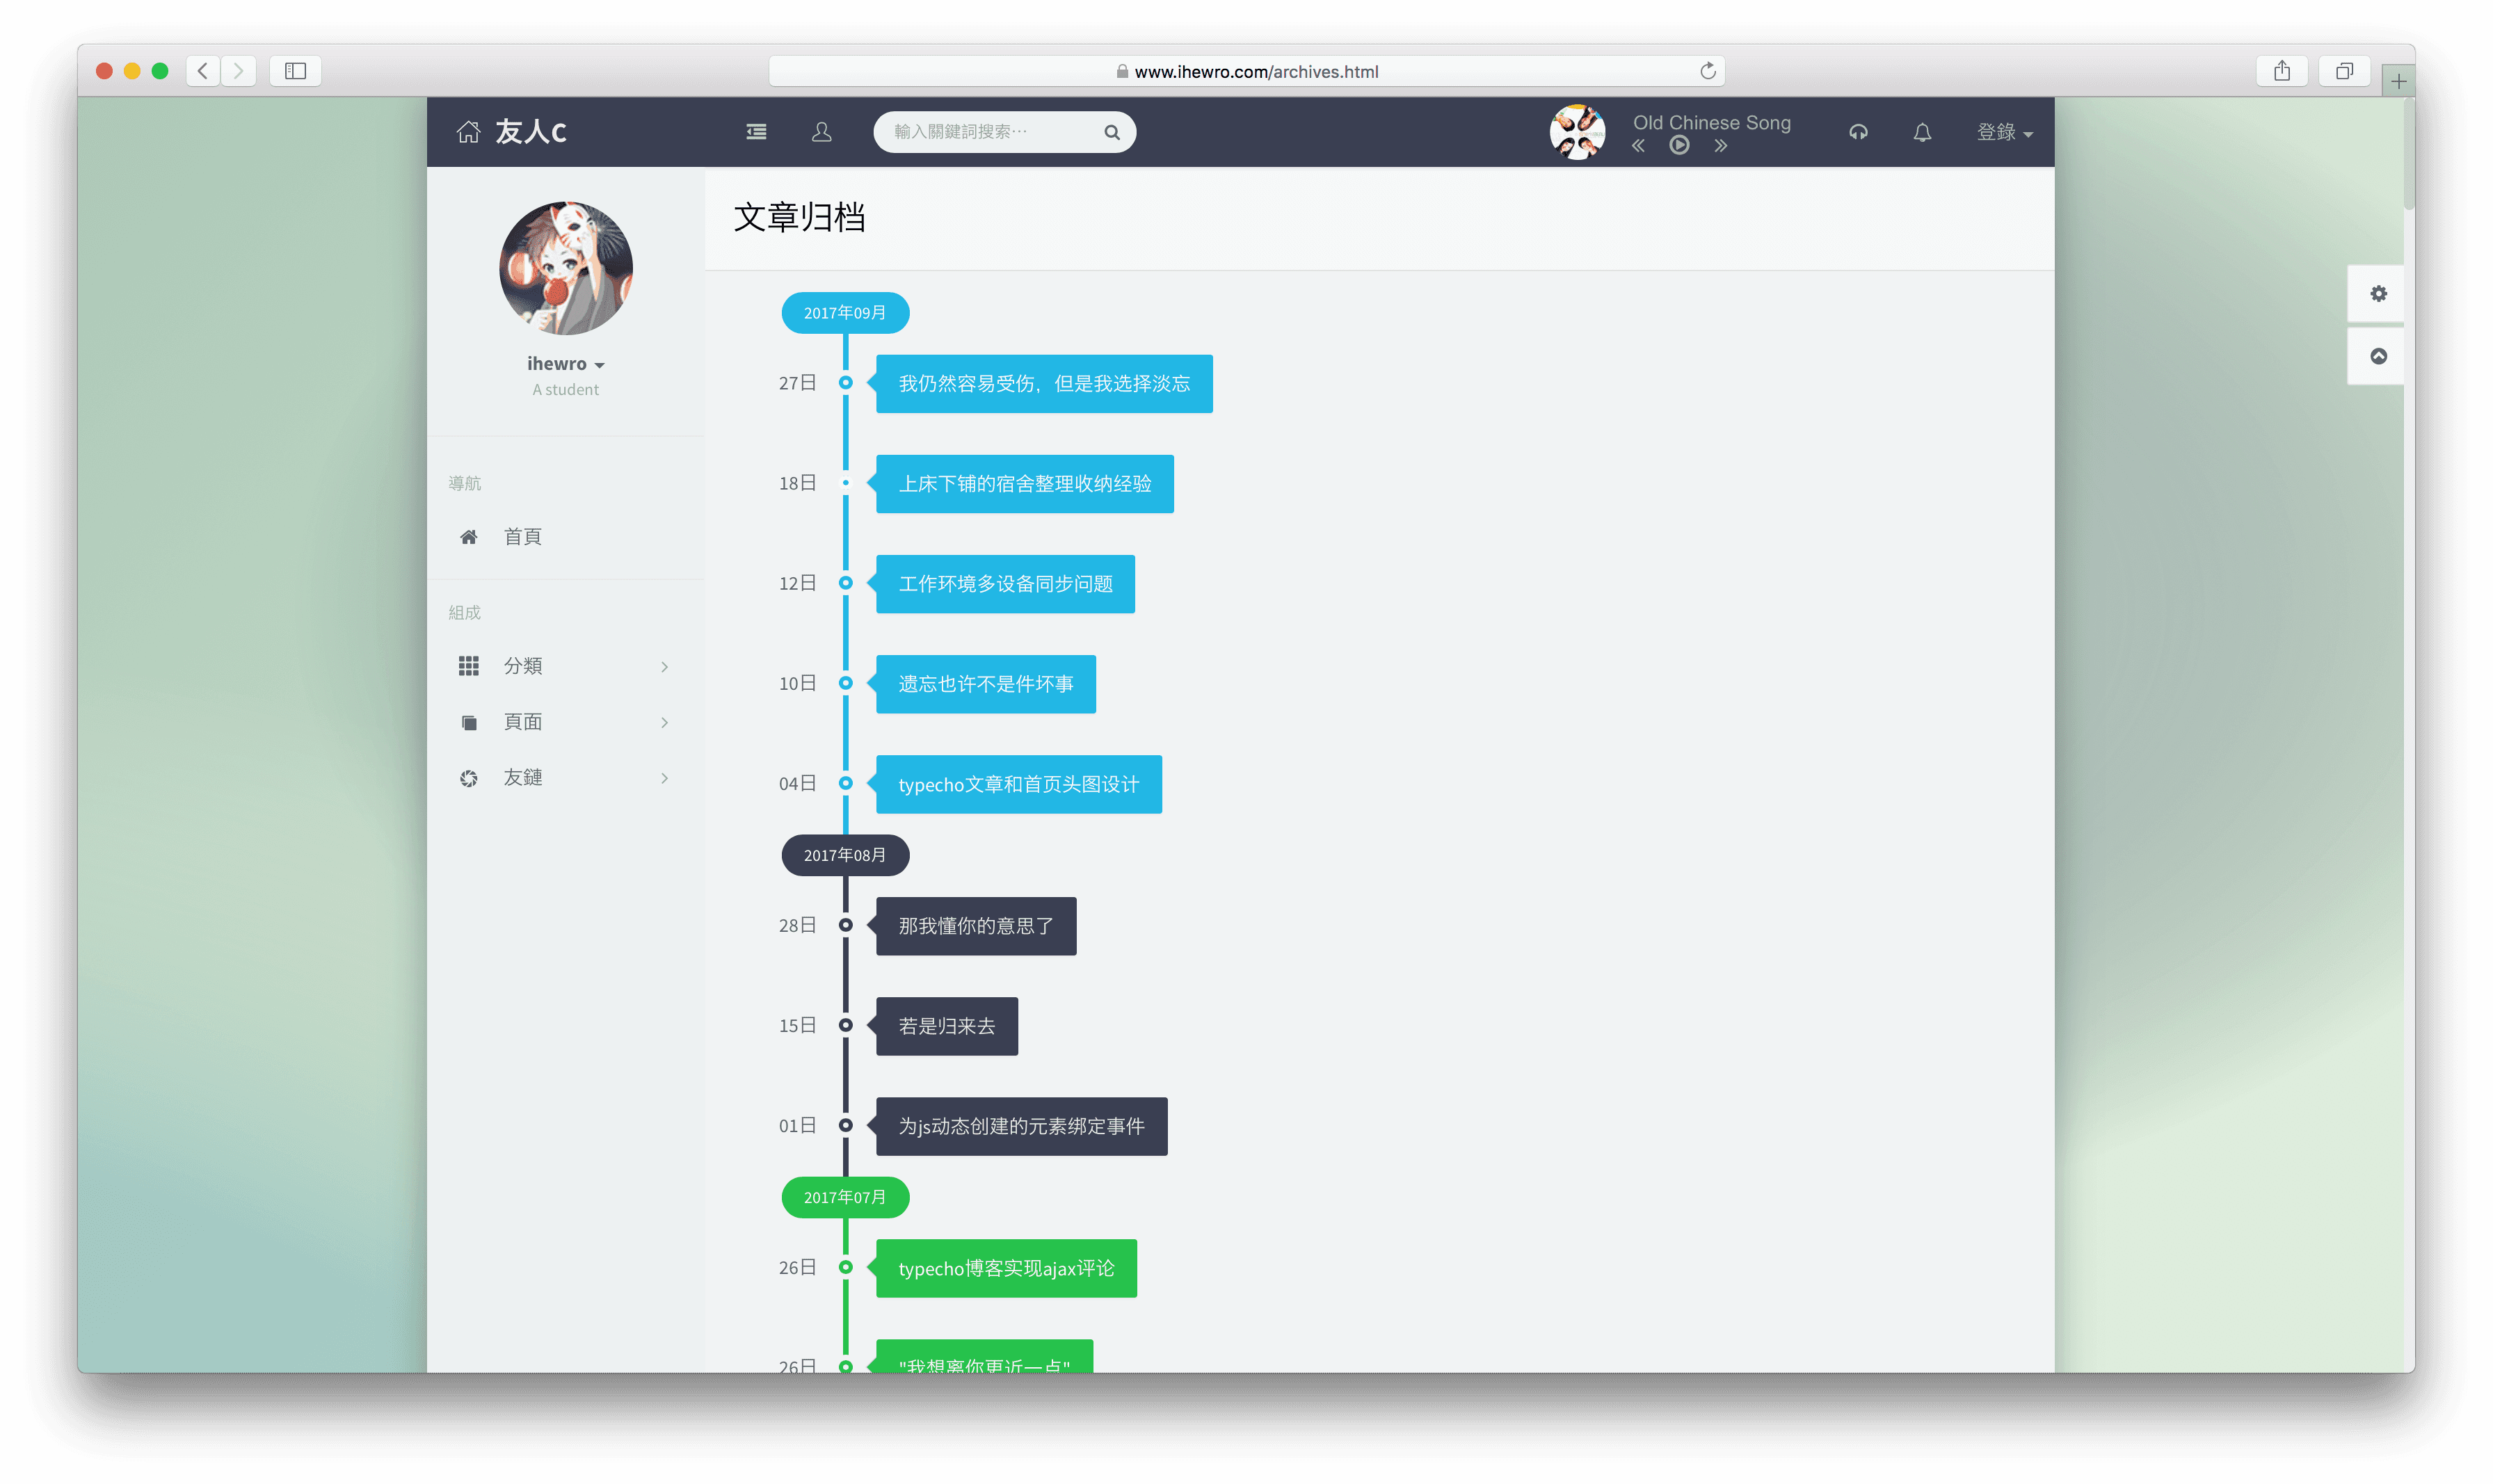 www.ihewro.com/archives.html
友人C
輸入關鍵詞搜索…
Old Chinese Song
登錄
ihewro
A student
導航
首頁
組成
分類
頁面
友鏈
文章归档
2017年09月
27日 我仍然容易受伤，但是我选择淡忘
18日 上床下铺的宿舍整理收纳经验
12日 工作环境多设备同步问题
10日 遗忘也许不是件坏事
04日 typecho文章和首页头图设计
2017年08月
28日 那我懂你的意思了
15日 若是归来去
01日 为js动态创建的元素绑定事件
2017年07月
26日 typecho博客实现ajax评论
26日 "我想离你更近一点"